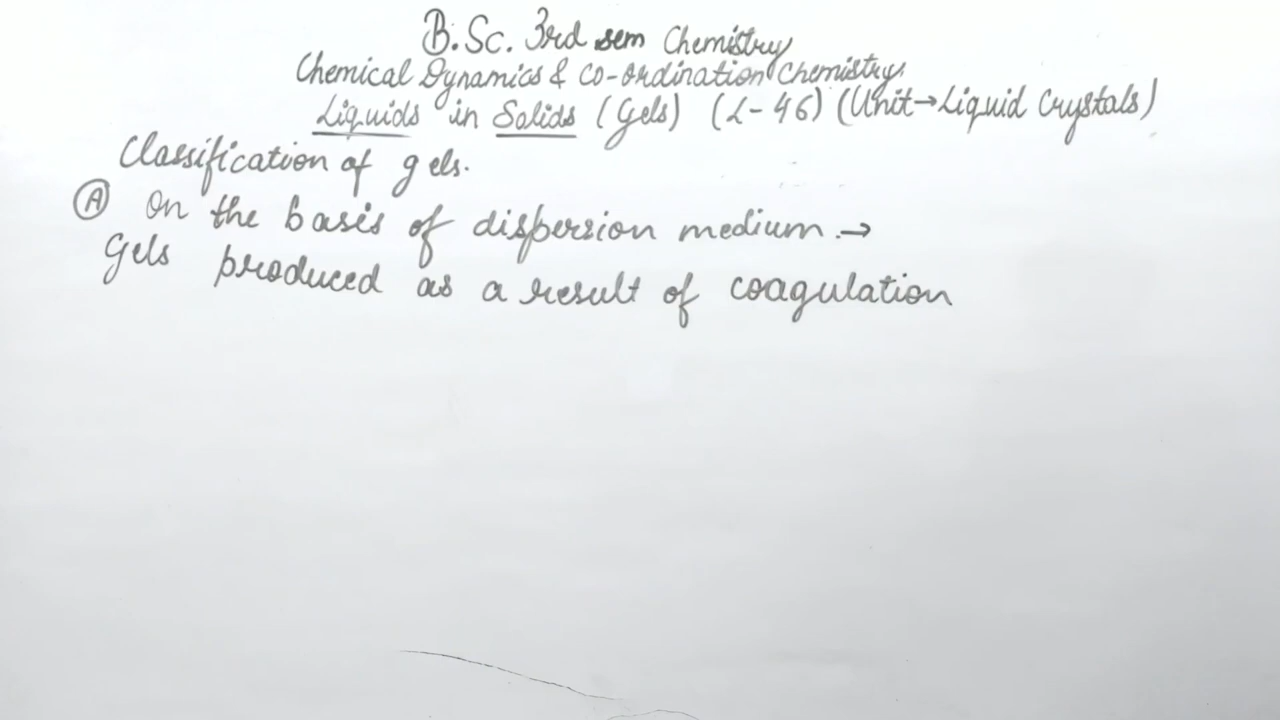 B.Sc. 3rd sem Chemistry
Chemical Dynamics & Co-ordination Chemistry
Liquids in Solids (Gels) (L-46) (Unit→Liquid Crystals)
Classification of gels.
Ⓐ On the basis of dispersion medium.→
Gels produced as a result of coagulation